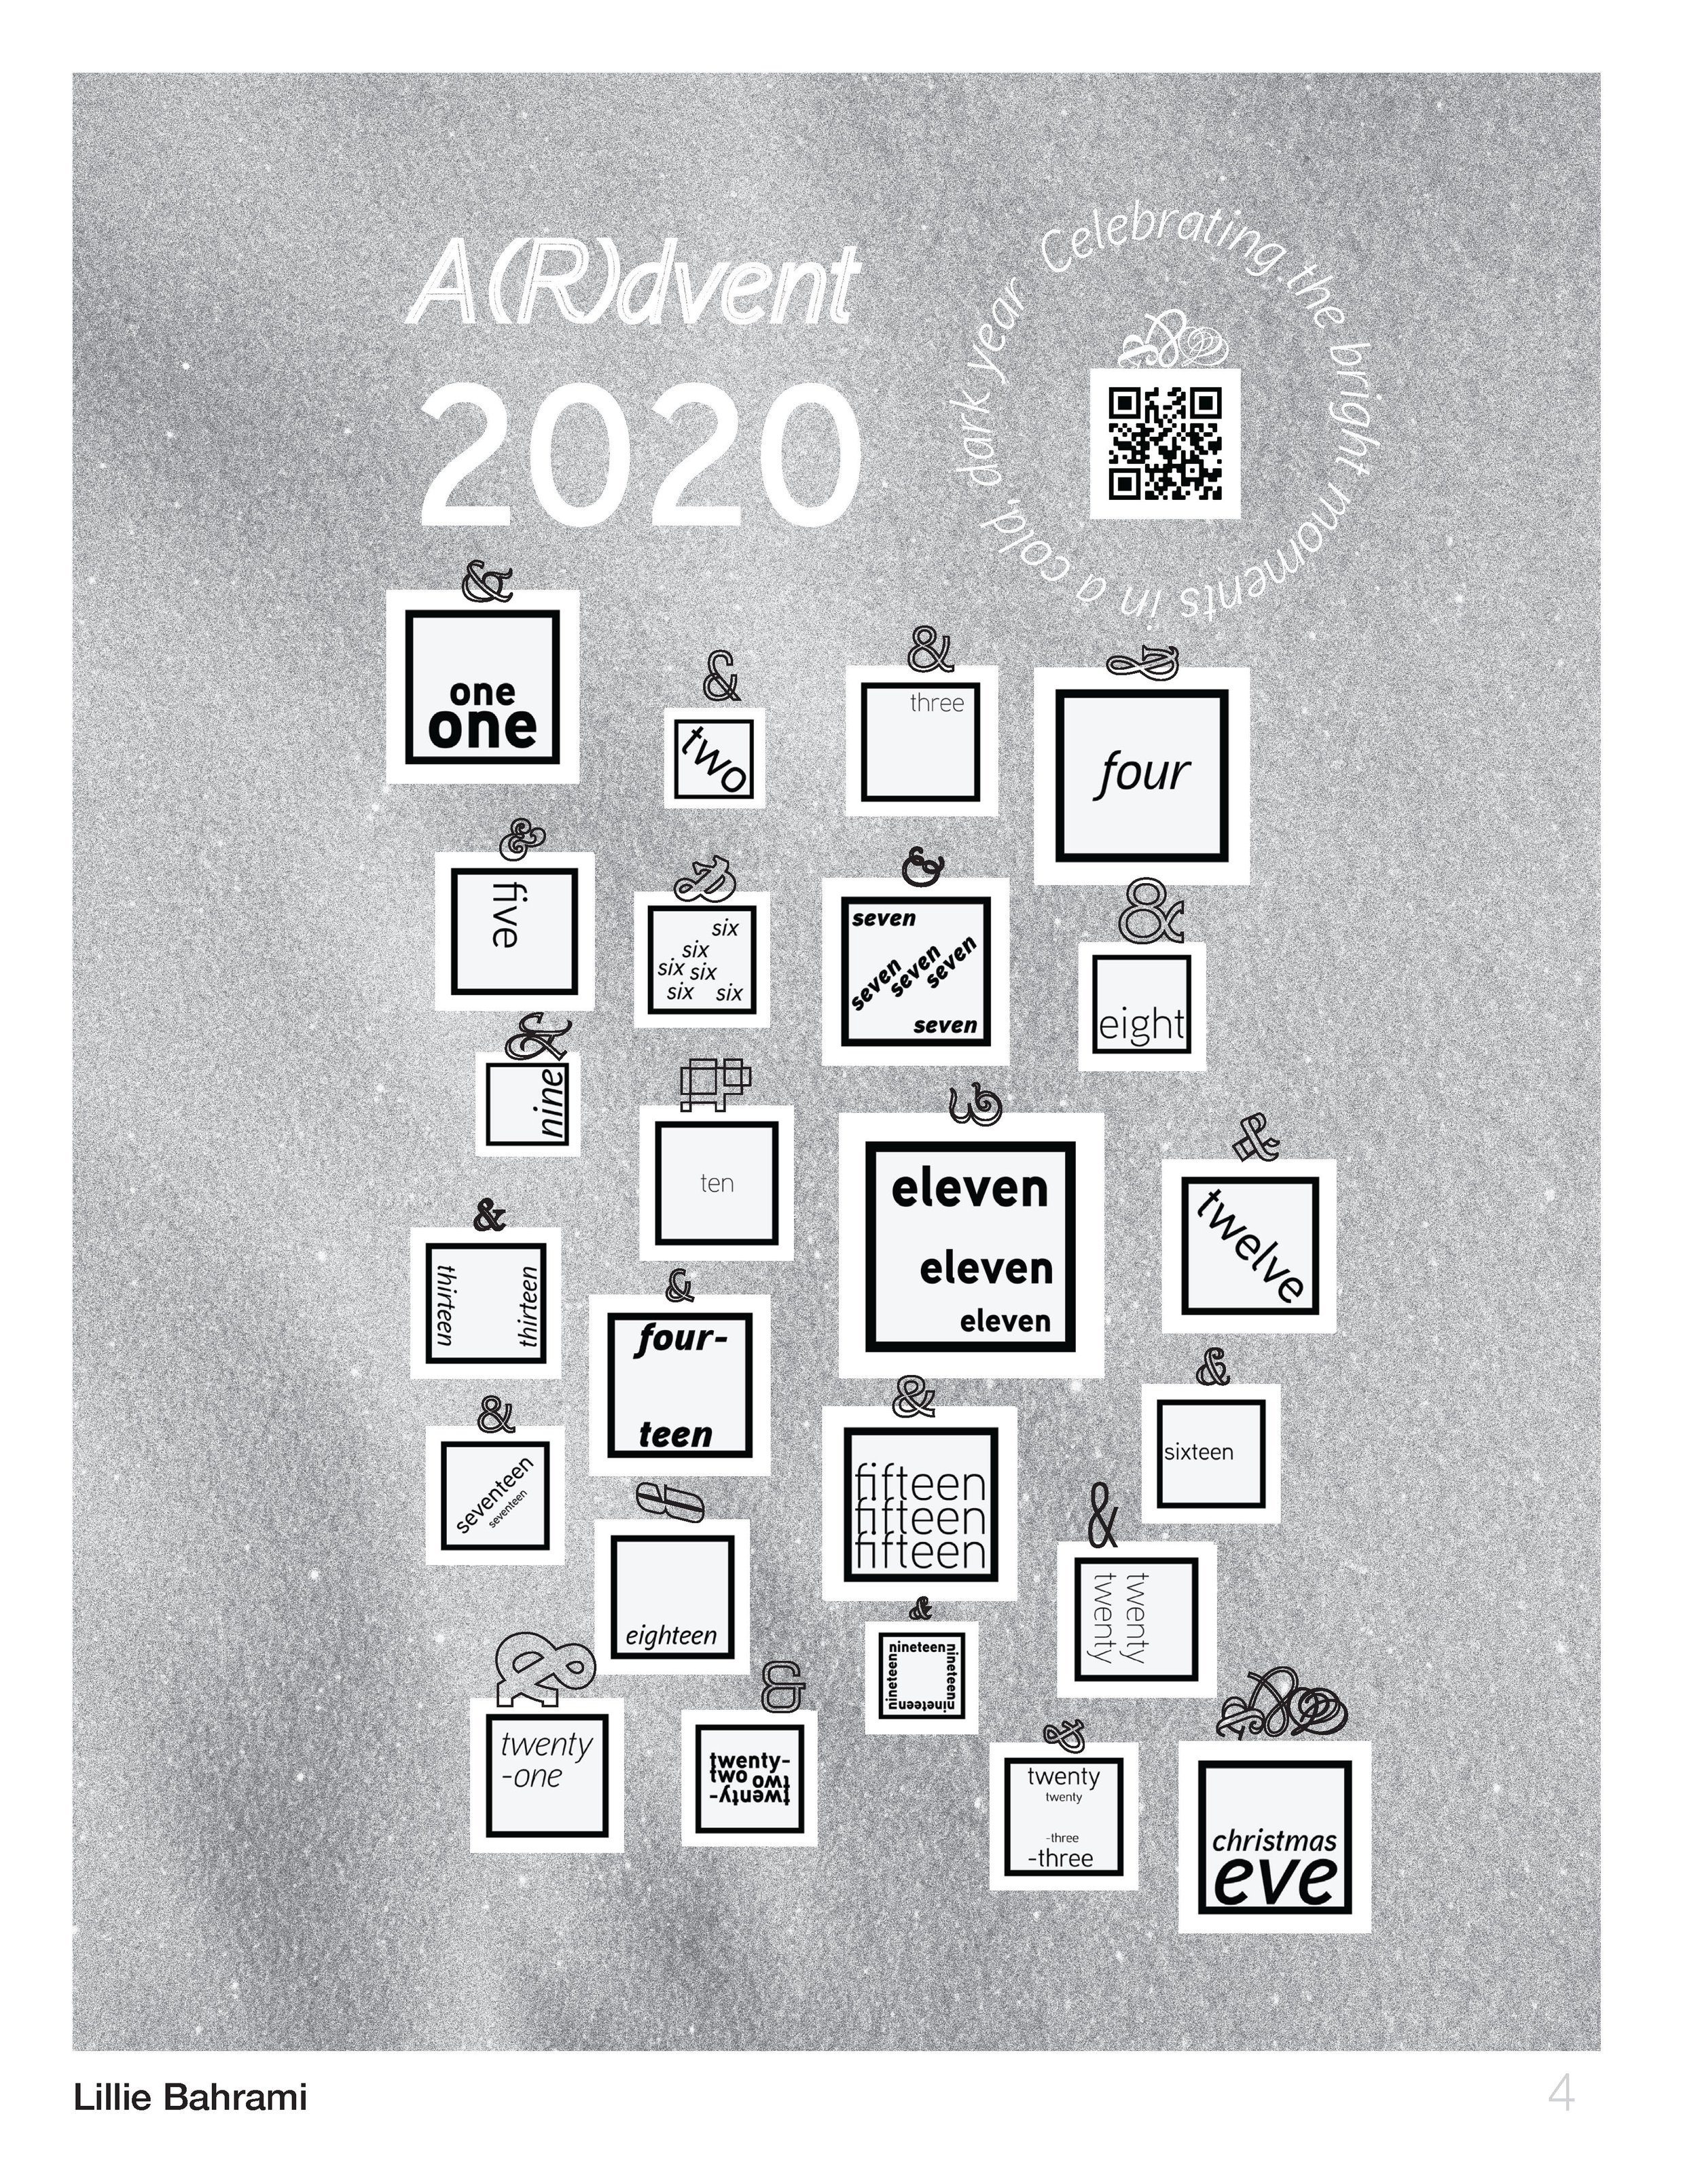 A(R)dvent
2020
Celebrating the bright moments in a cold, dark year
&
one
one
&
two
&
three
&
four
&
five
&
six
six
six six
six six
&
seven
seven seven seven
seven
&
eight
&
nine
&
ten
&
eleven
eleven
eleven
&
twelve
&
thirteen thirteen
&
four-
teen
&
fifteen
fifteen
fifteen
&
sixteen
&
seventeen
seventeen
&
eighteen
&
nineteen nineteen nineteen nineteen
&
twenty
twenty
&
twenty
-one
&
twenty-
two two
twenty-
&
twenty
twenty
-three
-three
&
christmas
eve
Lillie Bahrami
4